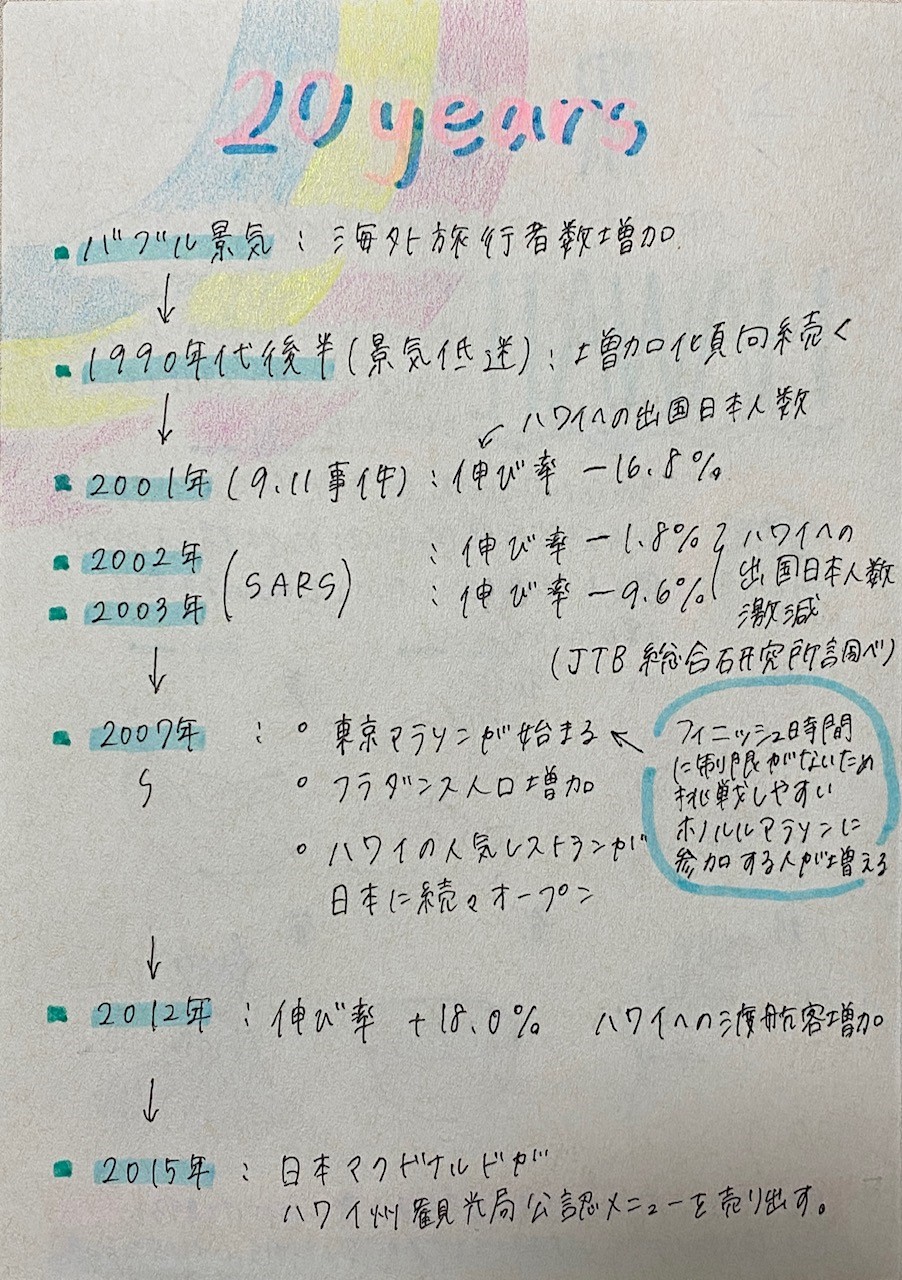 20 years
▪バブル景気:海外旅行者数増加
↓
▪1990年代後半(景気低迷):増加傾向続く
↓
ハワイへの出国日本人数
▪2001年(9.11事件):伸び率 -16.8%
▪2002年 :伸び率 -1.8%
▪2003年 (SARS) :伸び率 -9.6%
ハワイへの
出国日本人数
激減
(JTB総合研究所調べ)
↓
▪2007年 :○東京マラソンが始まる
○フラダンス人口増加
○ハワイの人気レストランが
日本に続々オープン
フィニッシュ時間
に制限がないため
挑戦しやすい
ホノルルマラソンに
参加する人が増える
↓
▪2012年:伸び率 +18.0% ハワイへの渡航客増加
↓
▪2015年:日本マクドナルドが
ハワイ州観光局公認メニューを売り出す。